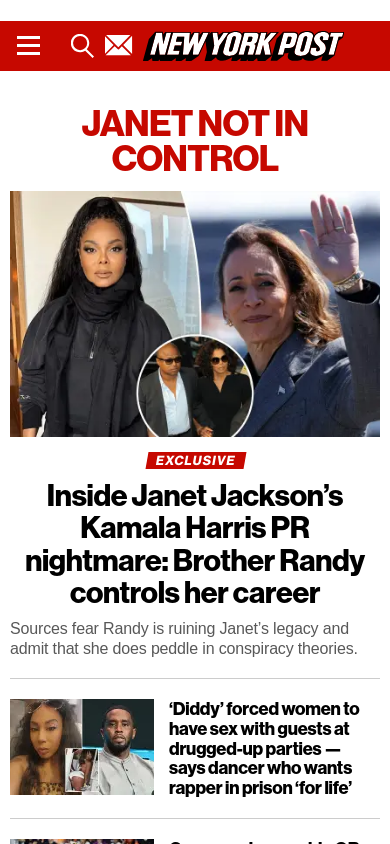 NEW YORK POST
JANET NOT IN
CONTROL
EXCLUSIVE
Inside Janet Jackson’s
Kamala Harris PR
nightmare: Brother Randy
controls her career
Sources fear Randy is ruining Janet’s legacy and
admit that she does peddle in conspiracy theories.
‘Diddy’ forced women to
have sex with guests at
drugged-up parties —
says dancer who wants
rapper in prison ‘for life’